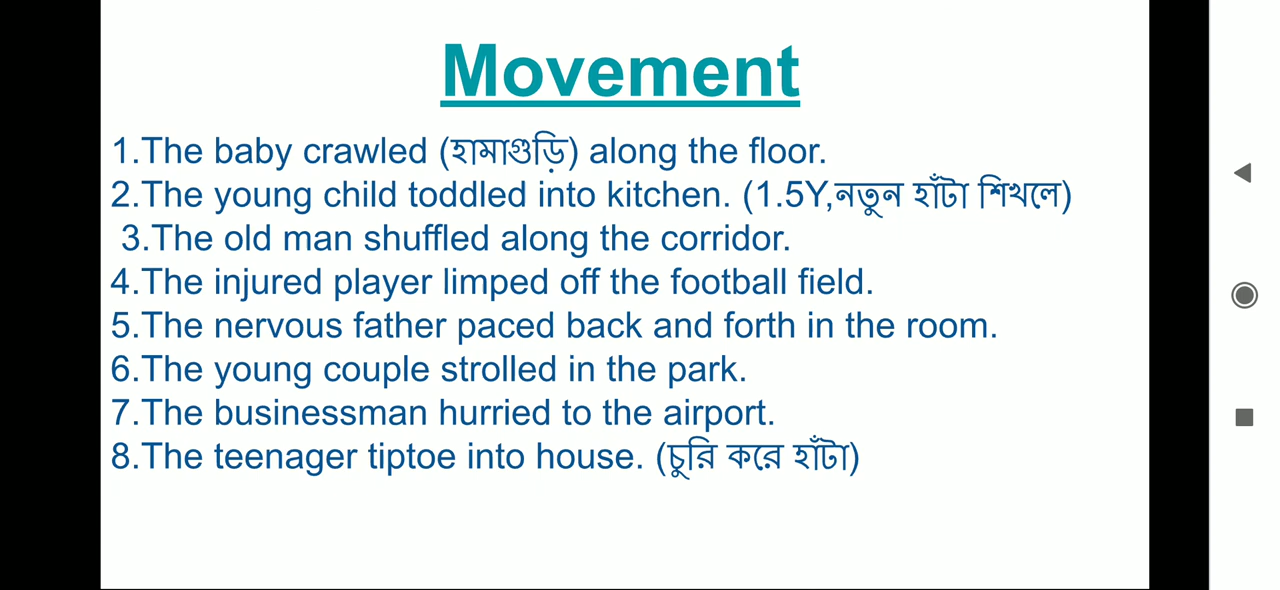 Movement
1.The baby crawled (হামাগুড়ি) along the floor.
2.The young child toddled into kitchen. (1.5Y,নতুন হাঁটা শিখলে)
3.The old man shuffled along the corridor.
4.The injured player limped off the football field.
5.The nervous father paced back and forth in the room.
6.The young couple strolled in the park.
7.The businessman hurried to the airport.
8.The teenager tiptoe into house. (চুরি করে হাঁটা)